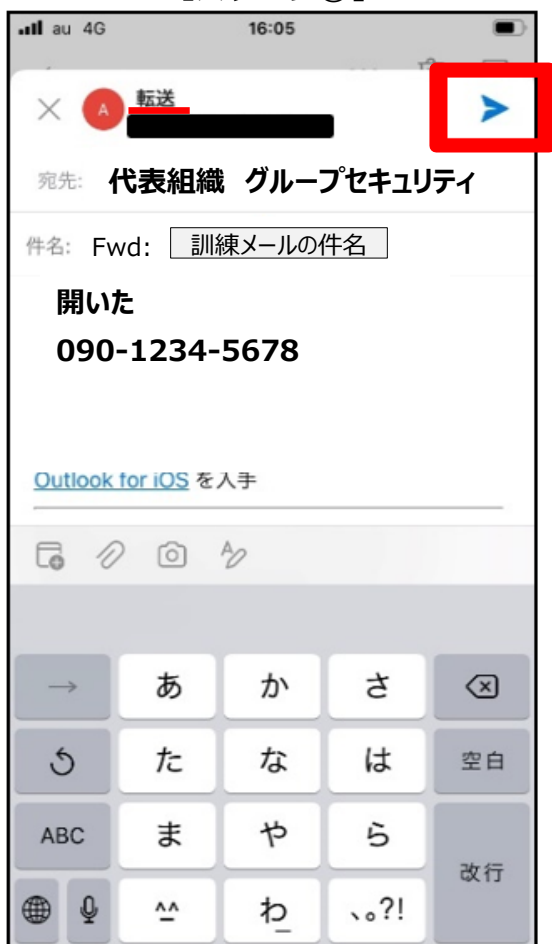 au 4G 16:05
転送
宛先: 代表組織 グループセキュリティ
件名: Fwd: 訓練メールの件名
開いた
090-1234-5678
Outlook for iOS を入手
→ あ か さ
た な は 空白
ABC ま や ら
改行
^^ わ 、。?!